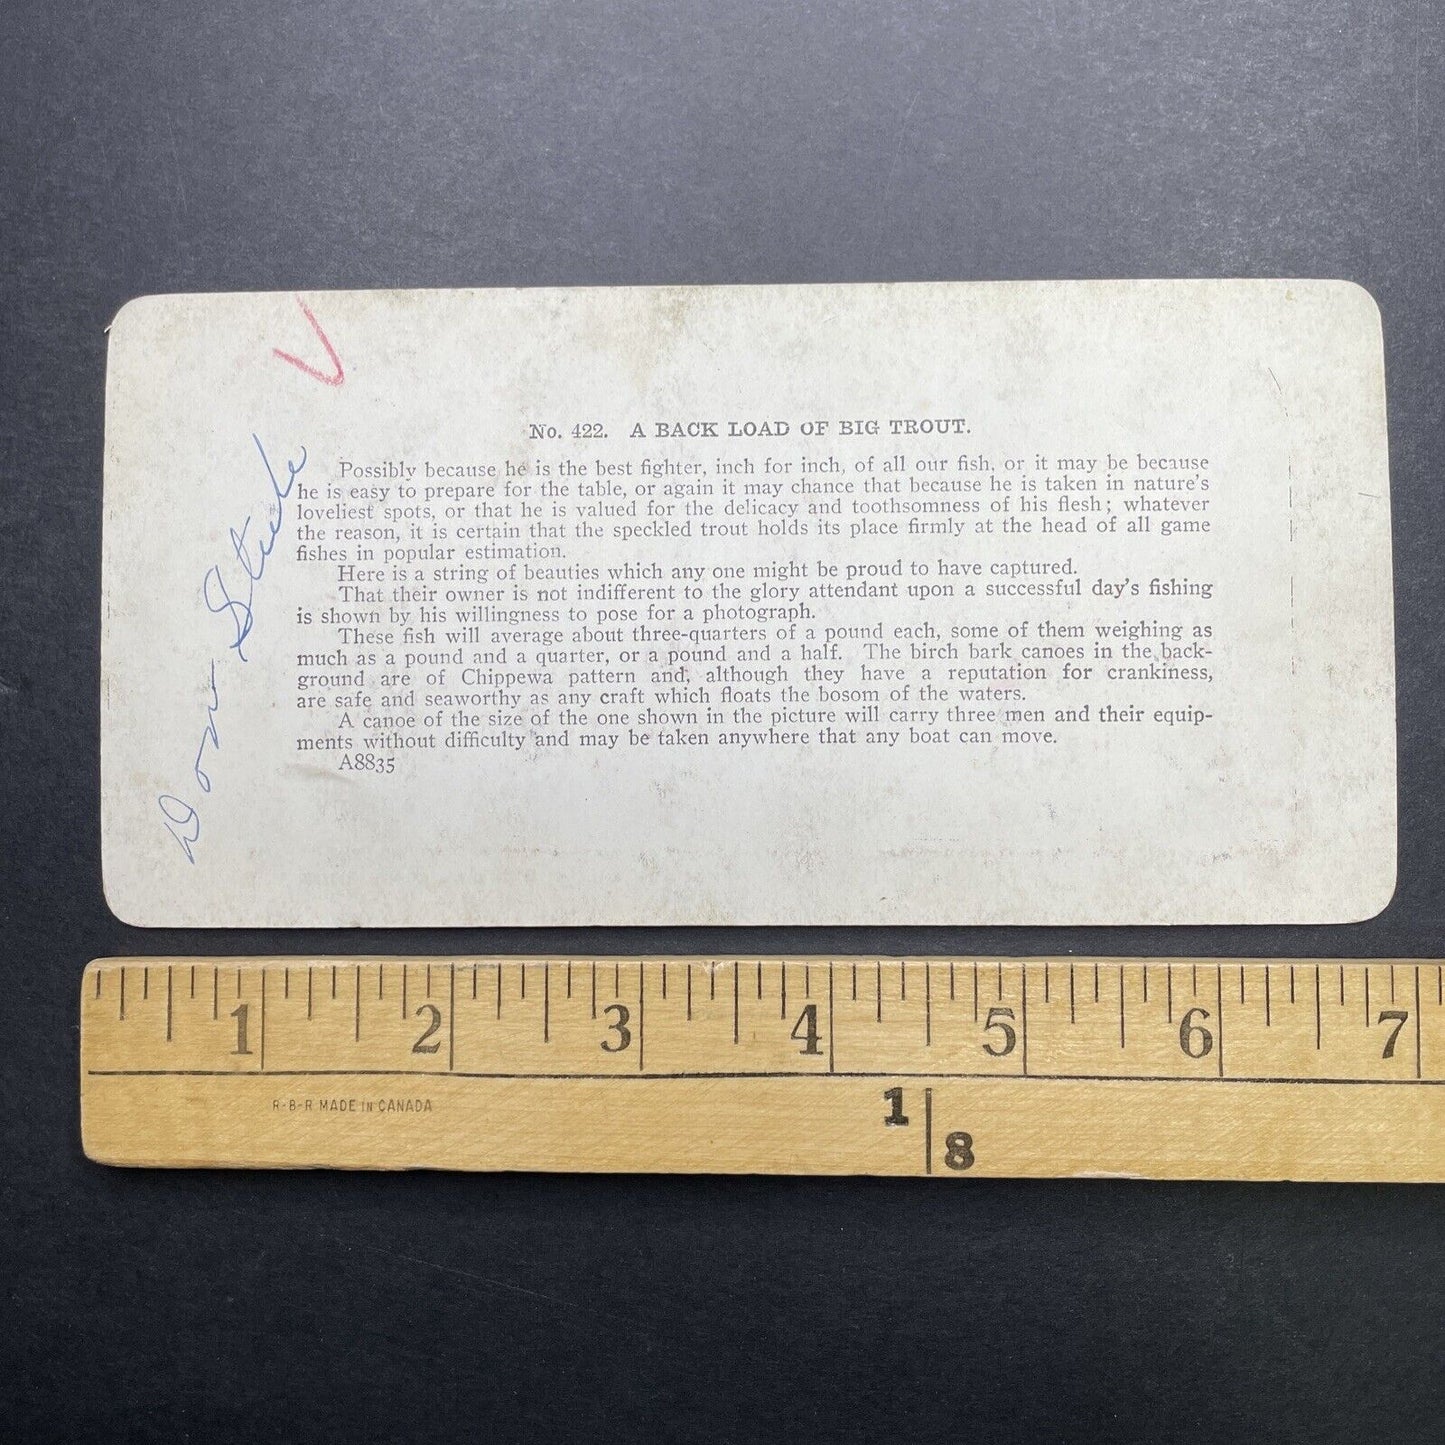 No. 422. A BACK LOAD OF BIG TROUT.
Possibly because he is the best fighter, inch for inch, of all our fish, or it may be because
he is easy to prepare for the table, or again it may chance that because he is taken in nature's
loveliest spots, or that he is valued for the delicacy and toothsomness of his flesh; whatever
the reason, it is certain that the speckled trout holds its place firmly at the head of all game
fishes in popular estimation.
Here is a string of beauties which any one might be proud to have captured.
That their owner is not indifferent to the glory attendant upon a successful day's fishing
is shown by his willingness to pose for a photograph.
These fish will average about three-quarters of a pound each, some of them weighing as
much as a pound and a quarter, or a pound and a half. The birch bark canoes in the back-
ground are of Chippewa pattern and, although they have a reputation for crankiness,
are safe and seaworthy as any craft which floats the bosom of the waters.
A canoe of the size of the one shown in the picture will carry three men and their equip-
ments without difficulty and may be taken anywhere that any boat can move.
A8835
1 2 3 4 5 6 7
R-B-R MADE IN CANADA
1 8